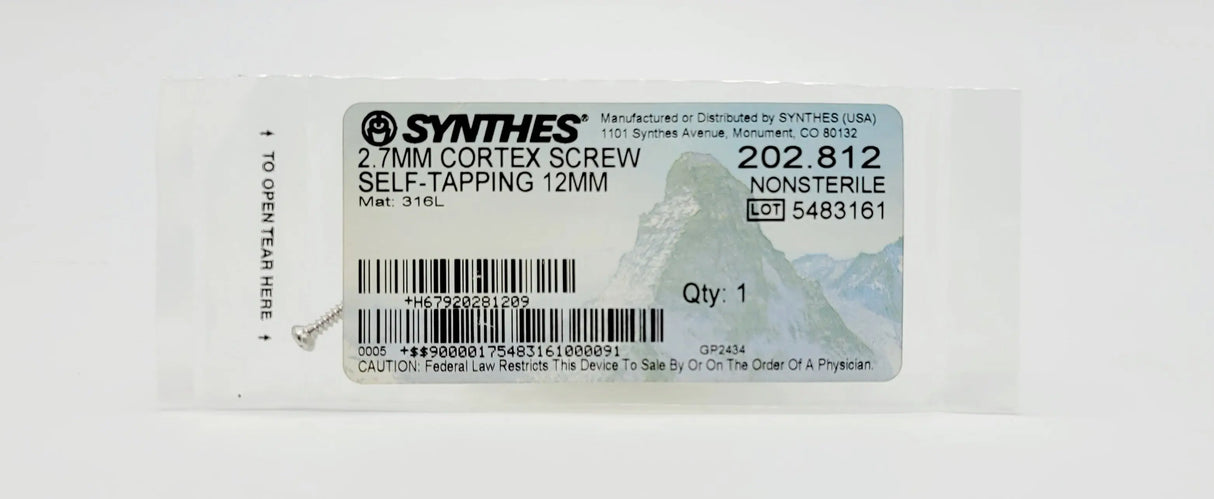 TO OPEN TEAR HERE
SYNTHES®
Manufactured or Distributed by SYNTHES (USA)
1101 Synthes Avenue, Monument, CO 80132
2.7MM CORTEX SCREW
SELF-TAPPING 12MM
Mat: 316L
202.812
NONSTERILE
LOT 5483161
+H67920281209
Qty: 1
0005 +$$90000175483161000091
GP2434
CAUTION: Federal Law Restricts This Device To Sale By Or On The Order Of A Physician.